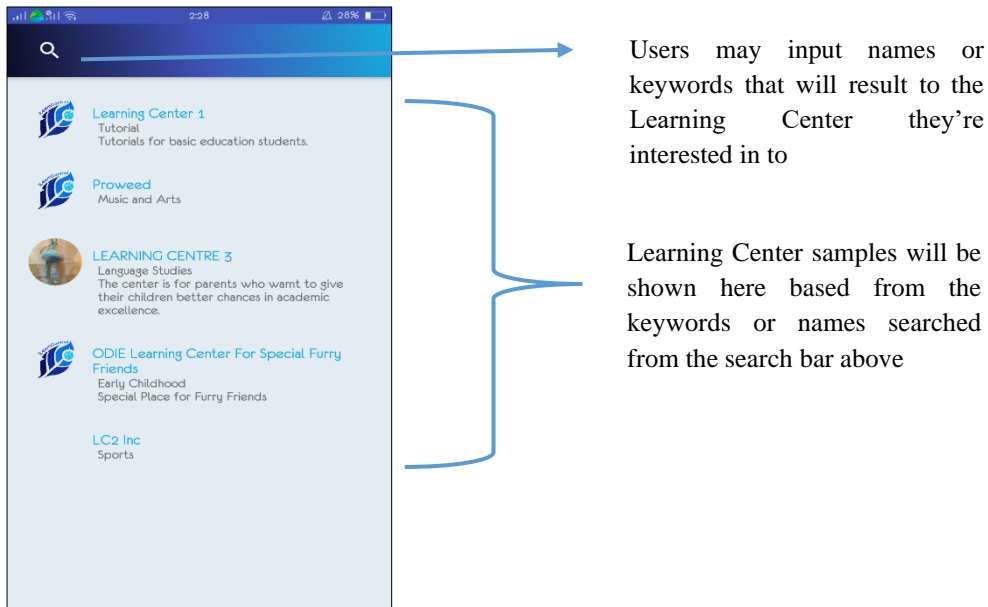 2:28
28%
Learning Center 1
Tutorial
Tutorials for basic education students.
Proweed
Music and Arts
LEARNING CENTRE 3
Language Studies
The center is for parents who wamt to give
their children better chances in academic
excellence.
ODIE Learning Center For Special Furry
Friends
Early Childhood
Special Place for Furry Friends
LC2 Inc
Sports
Users may input names or
keywords that will result to the
Learning Center they're
interested in to
Learning Center samples will be
shown here based from the
keywords or names searched
from the search bar above